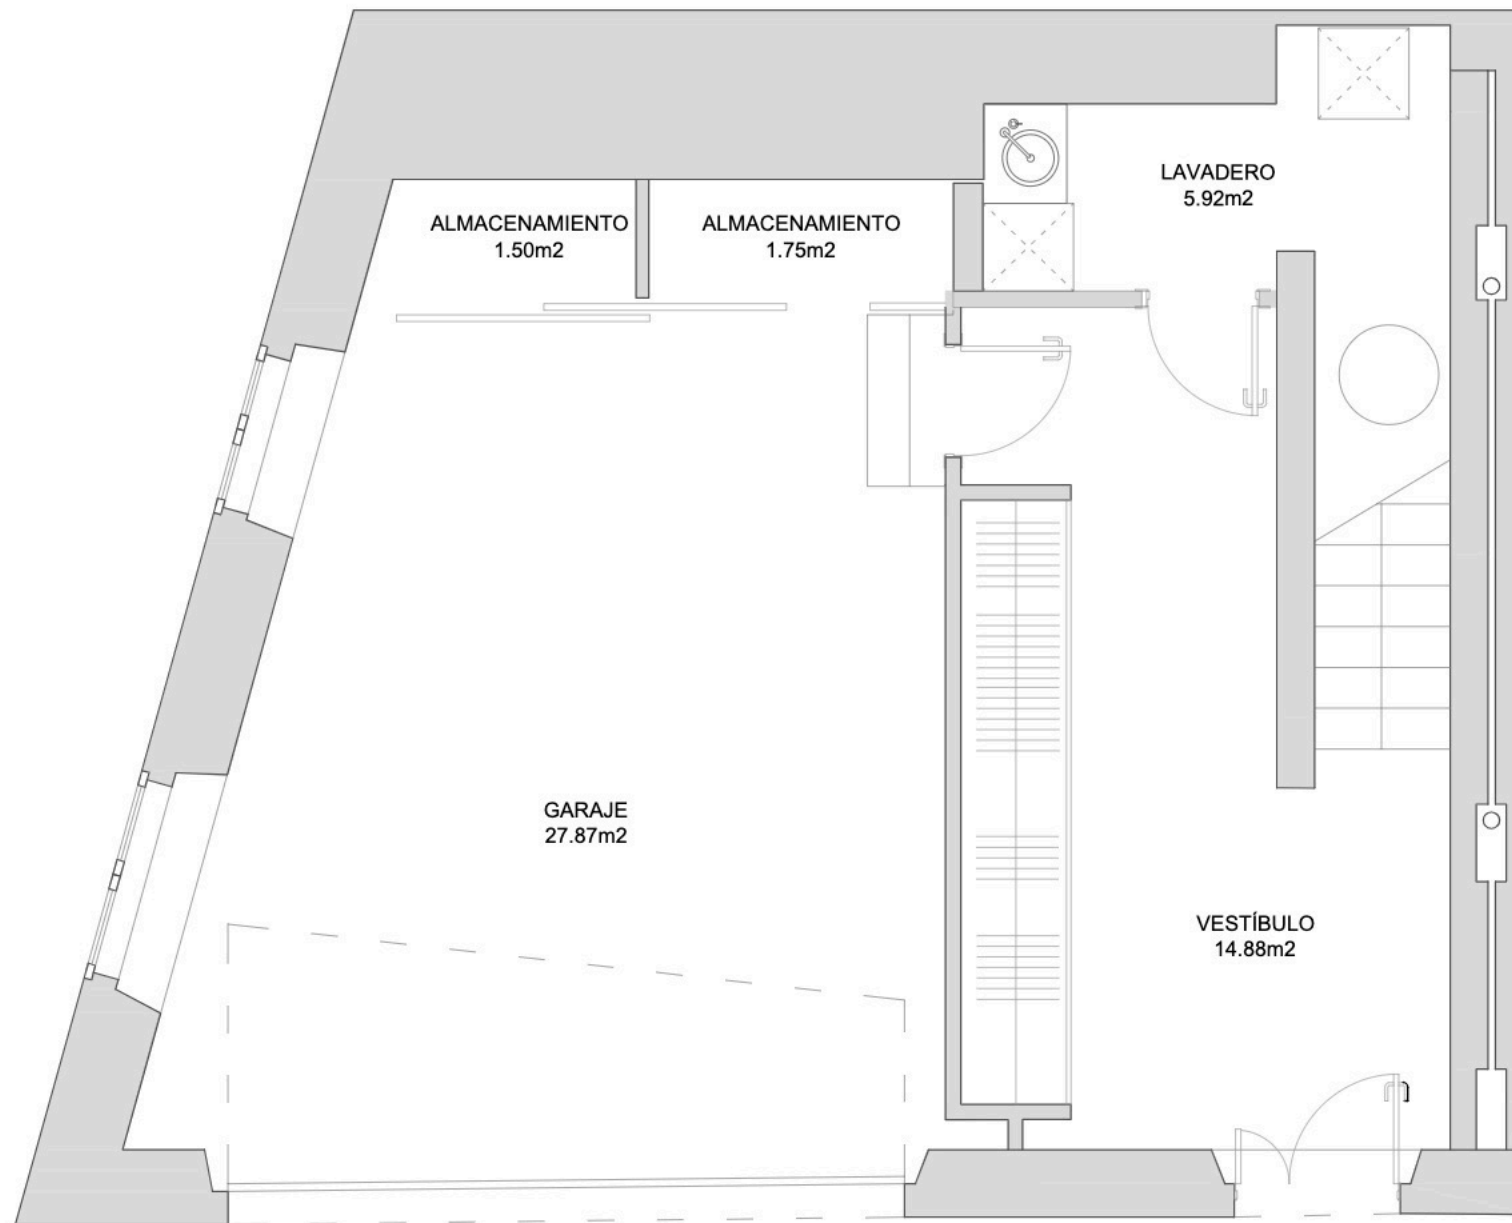 LAVADERO
5.92m2
ALMACENAMIENTO
1.50m2
ALMACENAMIENTO
1.75m2
GARAJE
27.87m2
VESTÍBULO
14.88m2